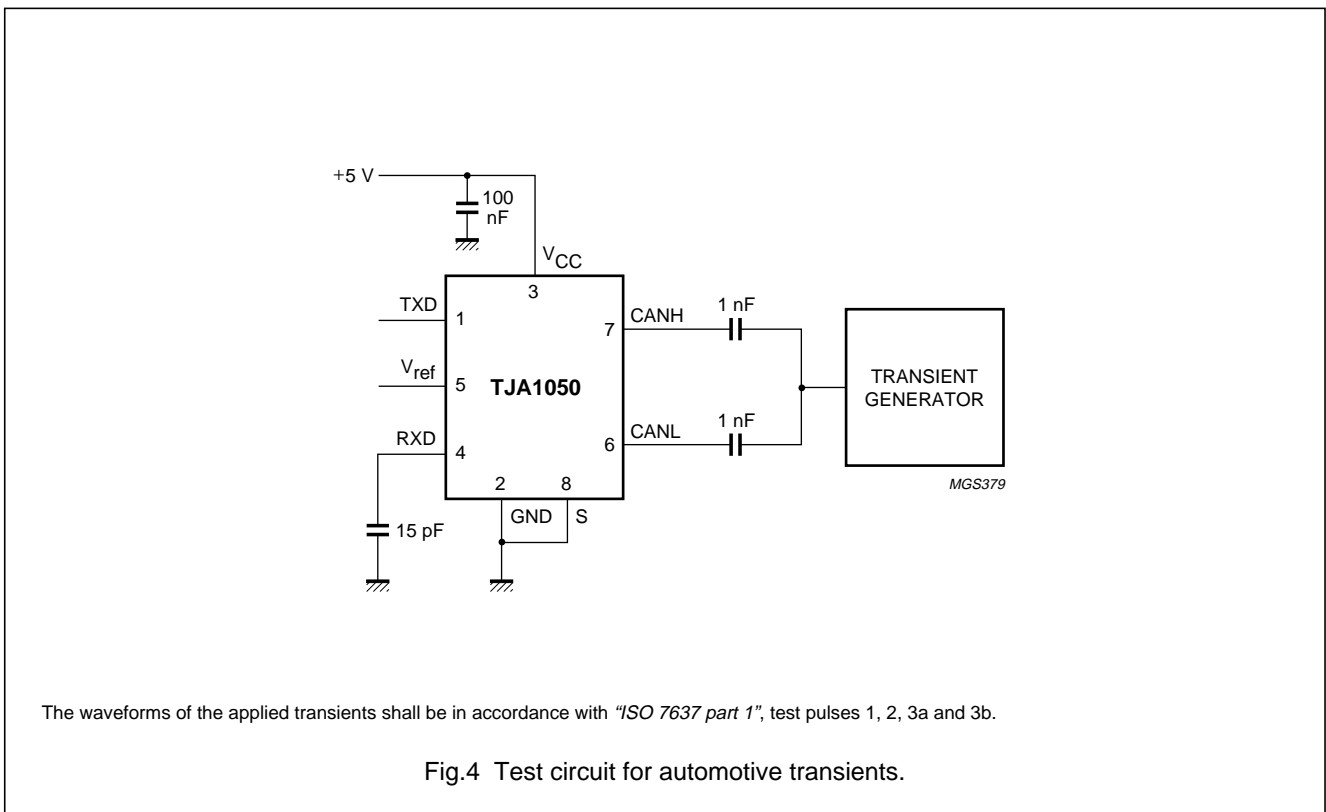 +5 V
100
nF
VCC
3
TXD
1
CANH
7
1 nF
Vref
5
TJA1050
TRANSIENT
GENERATOR
RXD
4
CANL
6
1 nF
MGS379
2
8
GND
S
15 pF
The waveforms of the applied transients shall be in accordance with “ISO 7637 part 1”, test pulses 1, 2, 3a and 3b.
Fig.4 Test circuit for automotive transients.